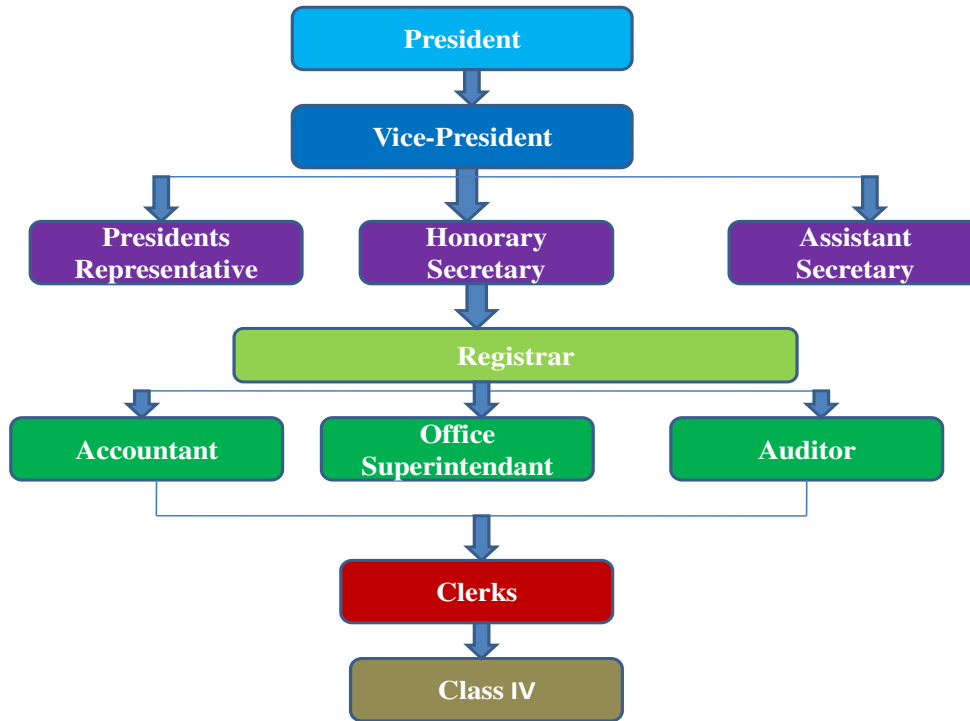 President
Vice-President
Presidents
Representative
Honorary
Secretary
Assistant
Secretary
Registrar
Accountant
Office
Superintendant
Auditor
Clerks
Class IV